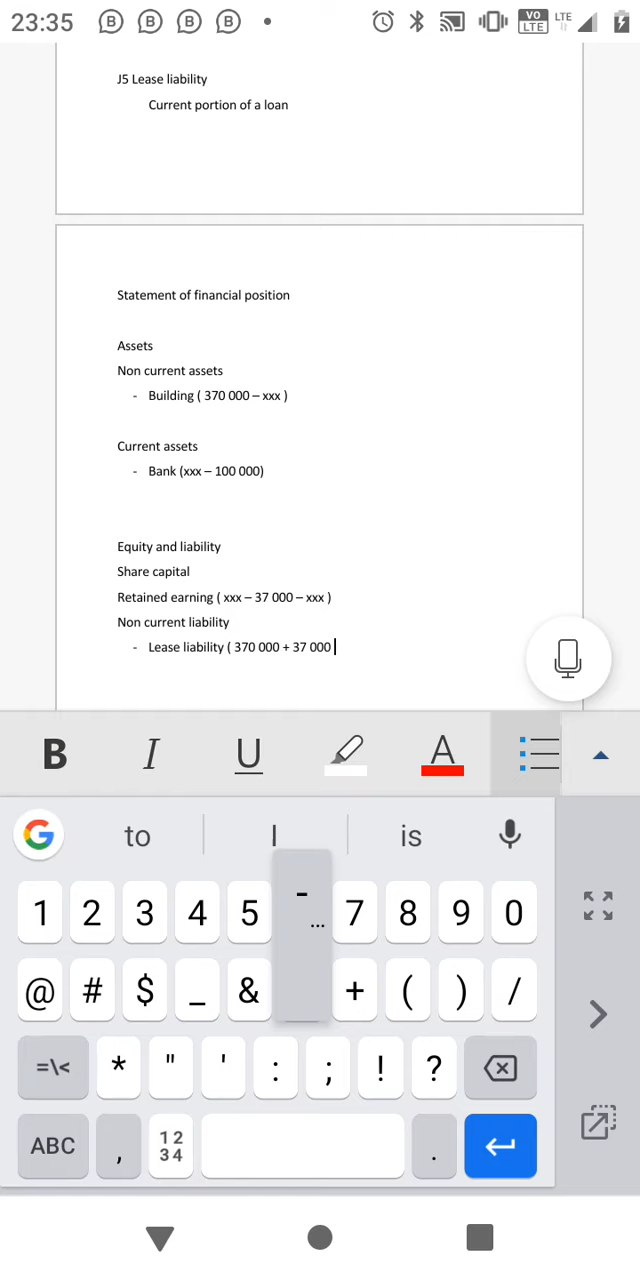 23:35
B B B B
VO LTE
LTE
J5 Lease liability
Current portion of a loan
Statement of financial position
Assets
Non current assets
- Building ( 370 000 – xxx )
Current assets
- Bank (xxx – 100 000)
Equity and liability
Share capital
Retained earning ( xxx – 37 000 – xxx )
Non current liability
- Lease liability ( 370 000 + 37 000
B I U A
G to I is
1 2 3 4 5 - ... 7 8 9 0
@ # $ _ & + ( ) /
=\< * " ' : ; ! ?
ABC , 12 34 .